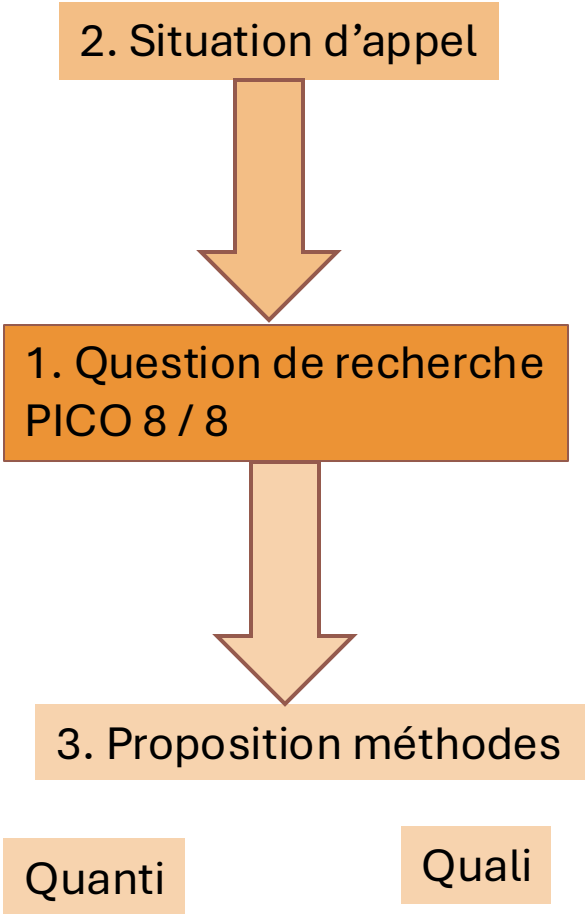 2. Situation d’appel
1. Question de recherche
PICO 8 / 8
3. Proposition méthodes
Quanti
Quali